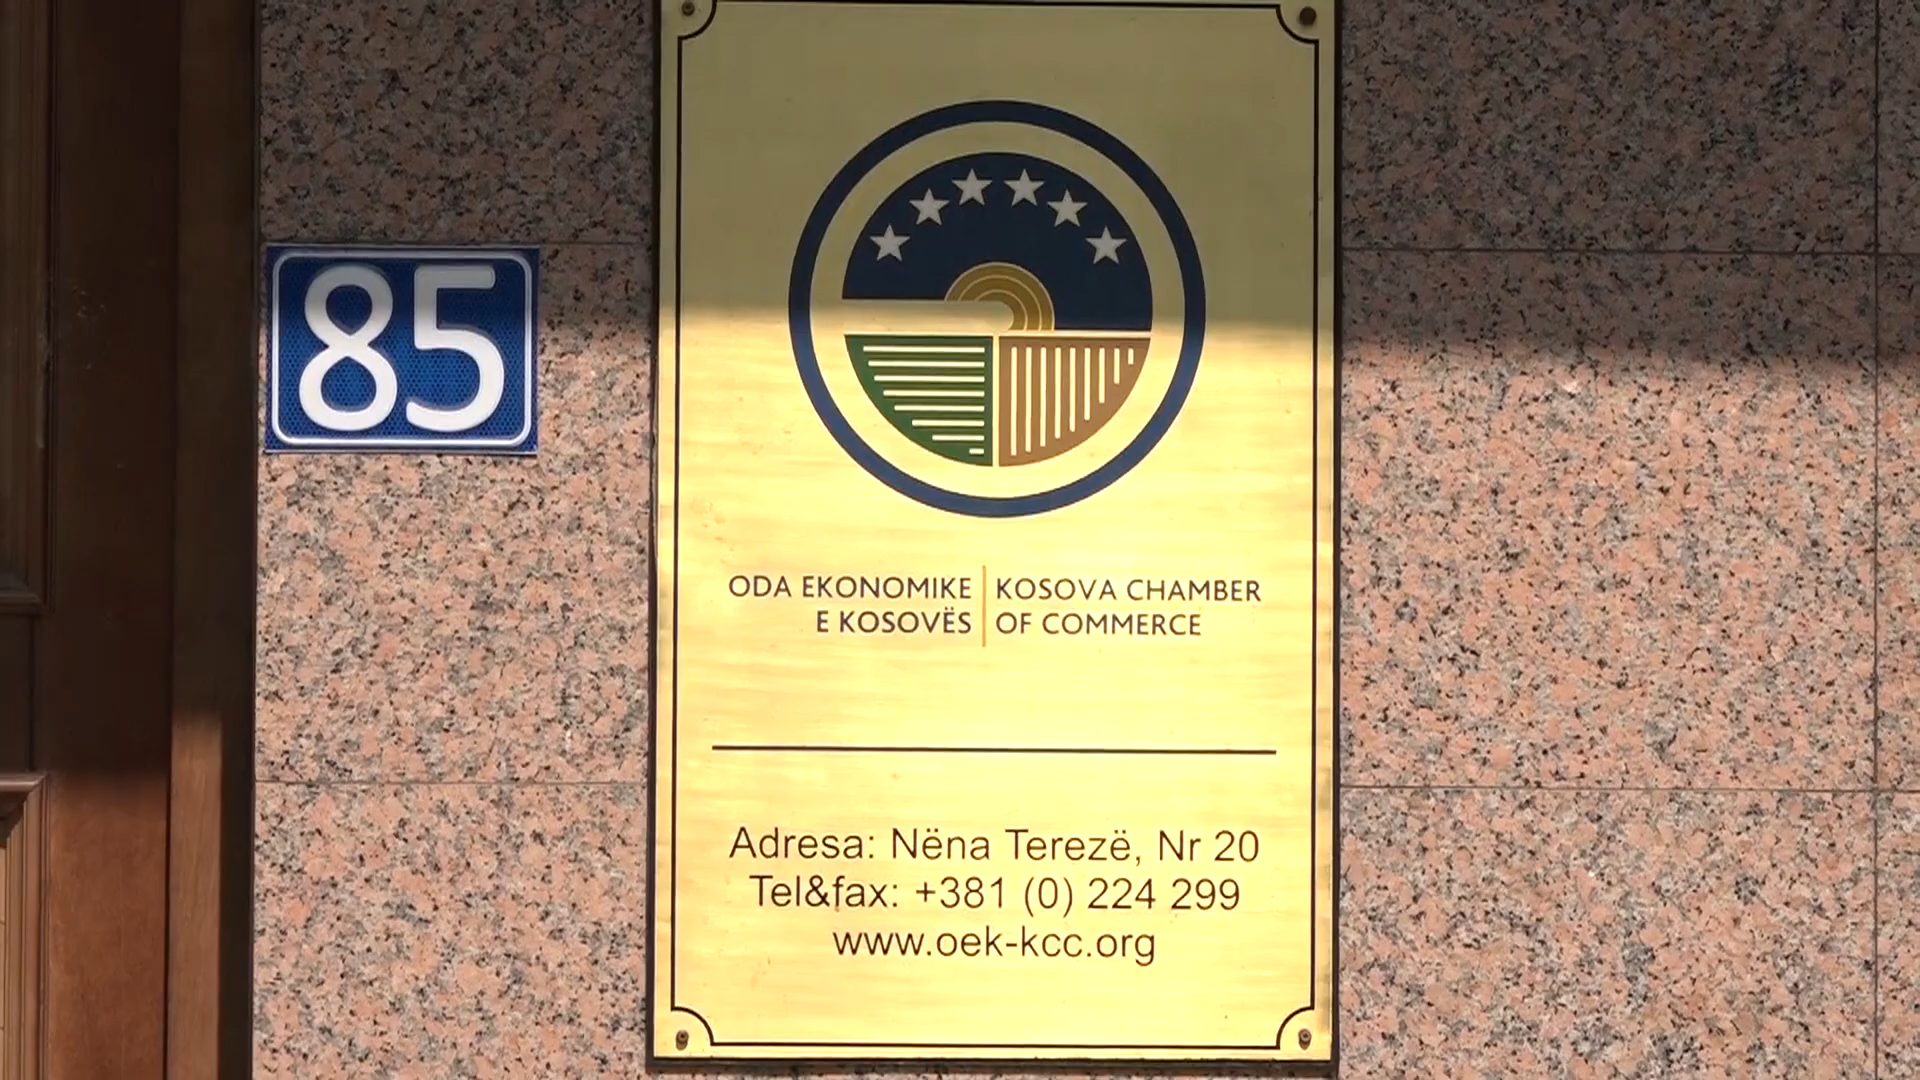 85
ODA EKONOMIKE
E KOSOVËS
KOSOVA CHAMBER
OF COMMERCE
Adresa: Nëna Terezë, Nr 20
Tel&fax: +381 (0) 224 299
www.oek-kcc.org